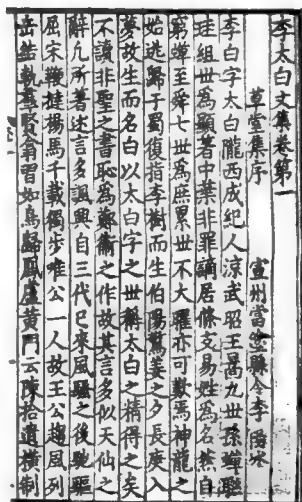 李太白文集卷第一
草堂集序　宣州當塗縣令李陽冰
李白字太白隴西成紀人涼武昭王暠九世孫蟬聯
珪組世爲顯著中葉非罪謫居條支易姓爲名然自
窮蟬至舜七世爲庶累世不大曜亦可歎焉神龍之
始逃歸于蜀復指李樹而生伯陽驚姜之夕長庚入
夢故生而名白以太白字之世稱太白之精得之矣
不讀非聖之書恥爲鄭衛之作故其言多似天仙之
辭凡所著述言多諷興自三代已來風騷之後馳驅
屈宋鞭撻楊馬千載獨步唯公一人故王公趨風列
岳結軌羣賢翕習如鳥歸鳳盧黃門云陳拾遺橫制